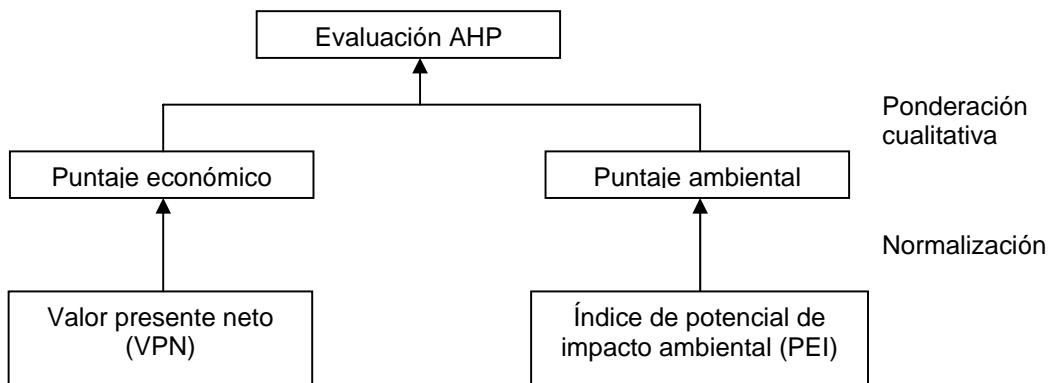 Evaluación AHP
Ponderación
cualitativa
Puntaje económico
Puntaje ambiental
Normalización
Valor presente neto
(VPN)
Índice de potencial de
impacto ambiental (PEI)